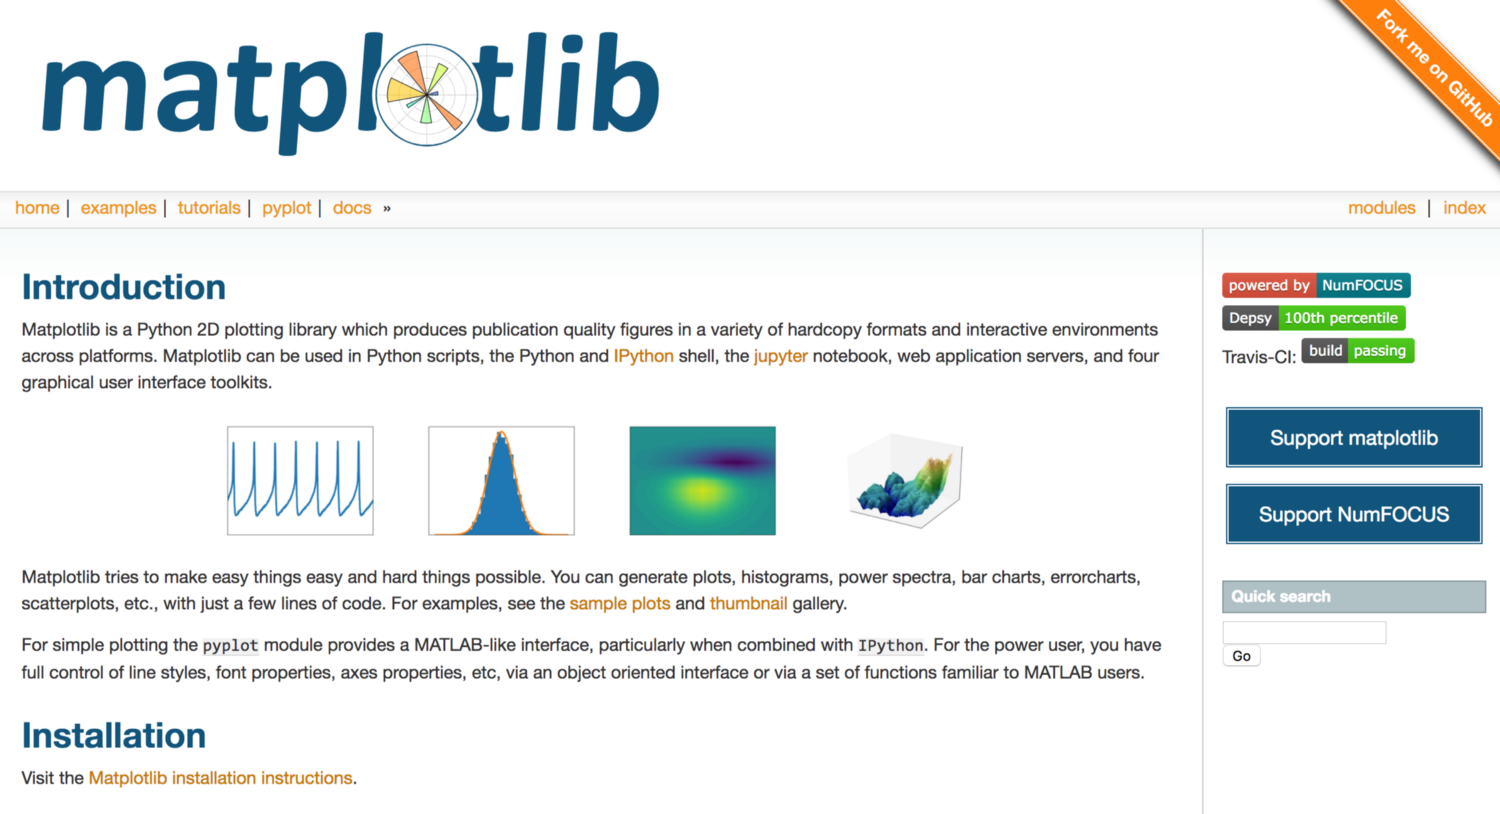 matplotlib
Fork me on GitHub
home | examples | tutorials | pyplot | docs »
modules | index
Introduction
Matplotlib is a Python 2D plotting library which produces publication quality figures in a variety of hardcopy formats and interactive environments
across platforms. Matplotlib can be used in Python scripts, the Python and IPython shell, the jupyter notebook, web application servers, and four
graphical user interface toolkits.
Matplotlib tries to make easy things easy and hard things possible. You can generate plots, histograms, power spectra, bar charts, errorcharts,
scatterplots, etc., with just a few lines of code. For examples, see the sample plots and thumbnail gallery.
For simple plotting the pyplot module provides a MATLAB-like interface, particularly when combined with IPython. For the power user, you have
full control of line styles, font properties, axes properties, etc, via an object oriented interface or via a set of functions familiar to MATLAB users.
Installation
Visit the Matplotlib installation instructions.
powered by NumFOCUS
Depsy 100th percentile
Travis-CI: build passing
Support matplotlib
Support NumFOCUS
Quick search
Go